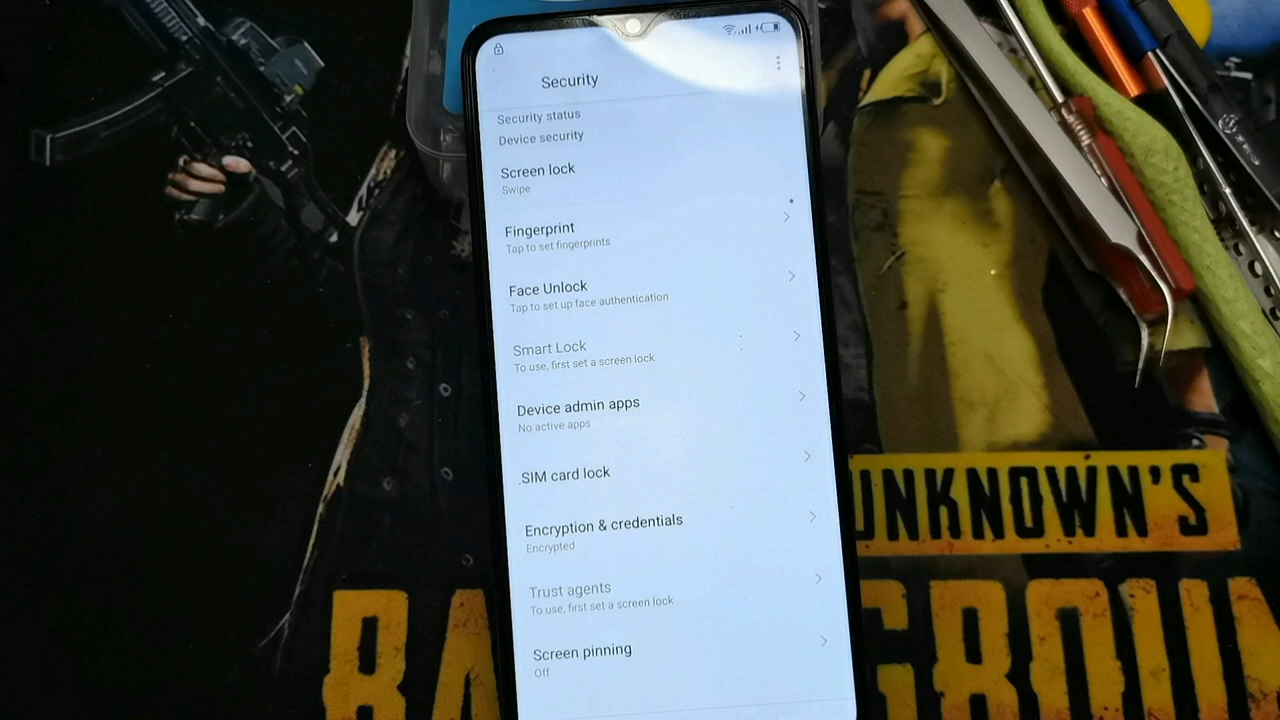 Security
Security status
Device security
Screen lock
Swipe
Fingerprint
Tap to set fingerprints
Face Unlock
Tap to set up face authentication
Smart Lock
To use, first set a screen lock
Device admin apps
No active apps
SIM card lock
Encryption & credentials
Encrypted
Trust agents
To use, first set a screen lock
Screen pinning
Off
UNKNOWN'S
BA
GROUN